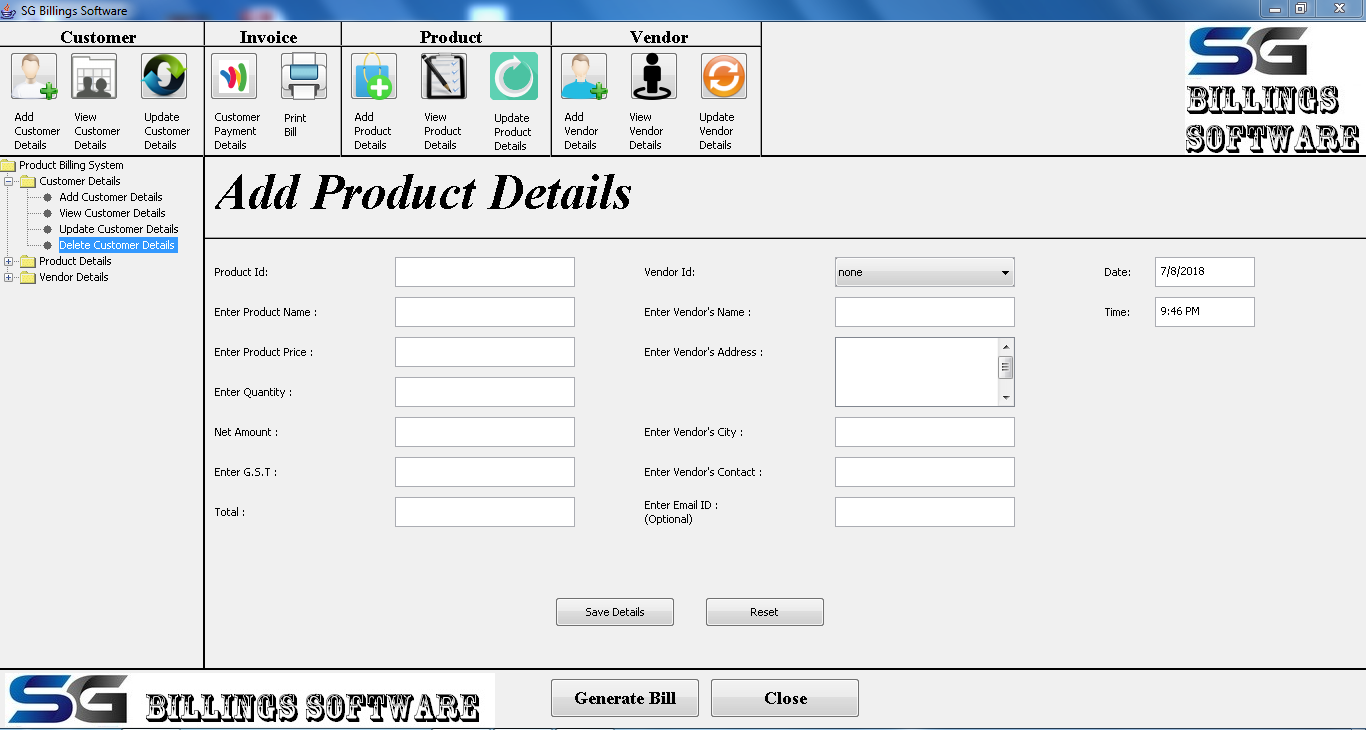 SG Billings Software
Customer
Invoice
Product
Vendor
Add
Customer
Details
View
Customer
Details
Update
Customer
Details
Customer
Payment
Details
Print
Bill
Add
Product
Details
View
Product
Details
Update
Product
Details
Add
Vendor
Details
View
Vendor
Details
Update
Vendor
Details
SG
BILLINGS
SOFTWARE
Product Billing System
Customer Details
Add Customer Details
View Customer Details
Update Customer Details
Delete Customer Details
Product Details
Vendor Details
Add Product Details
Product Id:
Vendor Id:
none
Date:
7/8/2018
Enter Product Name :
Enter Vendor's Name :
Time:
9:46 PM
Enter Product Price :
Enter Vendor's Address :
Enter Quantity :
Net Amount :
Enter Vendor's City :
Enter G.S.T :
Enter Vendor's Contact :
Total :
Enter Email ID :
(Optional)
Save Details
Reset
SG BILLINGS SOFTWARE
Generate Bill
Close